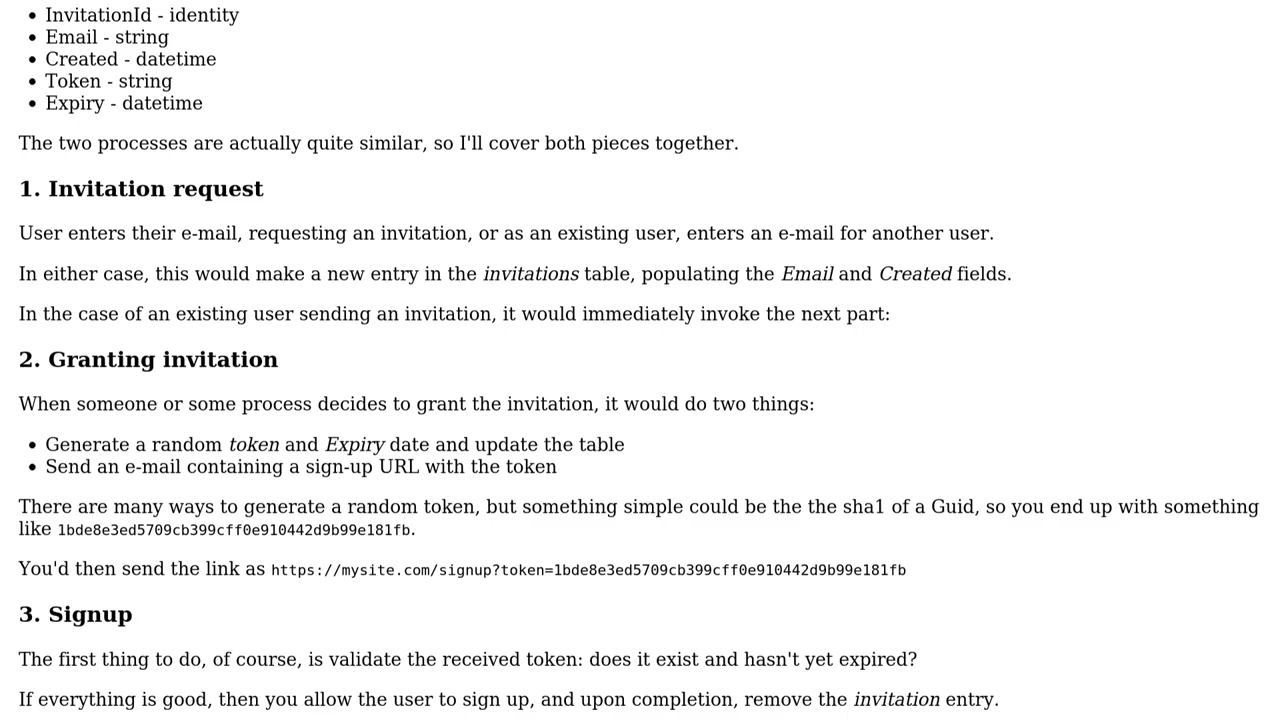 • InvitationId - identity
• Email - string
• Created - datetime
• Token - string
• Expiry - datetime
The two processes are actually quite similar, so I'll cover both pieces together.
1. Invitation request
User enters their e-mail, requesting an invitation, or as an existing user, enters an e-mail for another user.
In either case, this would make a new entry in the invitations table, populating the Email and Created fields.
In the case of an existing user sending an invitation, it would immediately invoke the next part:
2. Granting invitation
When someone or some process decides to grant the invitation, it would do two things:
• Generate a random token and Expiry date and update the table
• Send an e-mail containing a sign-up URL with the token
There are many ways to generate a random token, but something simple could be the the sha1 of a Guid, so you end up with something
like 1bde8e3ed5709cb399cff0e910442d9b99e181fb.
You'd then send the link as https://mysite.com/signup?token=1bde8e3ed5709cb399cff0e910442d9b99e181fb
3. Signup
The first thing to do, of course, is validate the received token: does it exist and hasn't yet expired?
If everything is good, then you allow the user to sign up, and upon completion, remove the invitation entry.